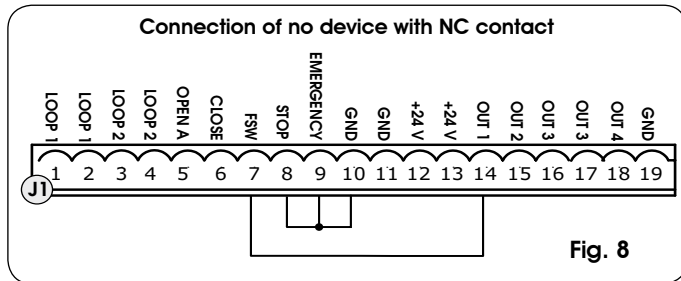 Connection of no device with NC contact
LOOP 1 LOOP 1 LOOP 2 LOOP 2 OPEN A CLOSE FSW STOP EMERGENCY GND GND +24 V +24 V OUT 1 OUT 2 OUT 3 OUT 3 OUT 4 GND
J1 1 2 3 4 5 6 7 8 9 10 11 12 13 14 15 16 17 18 19
Fig. 8